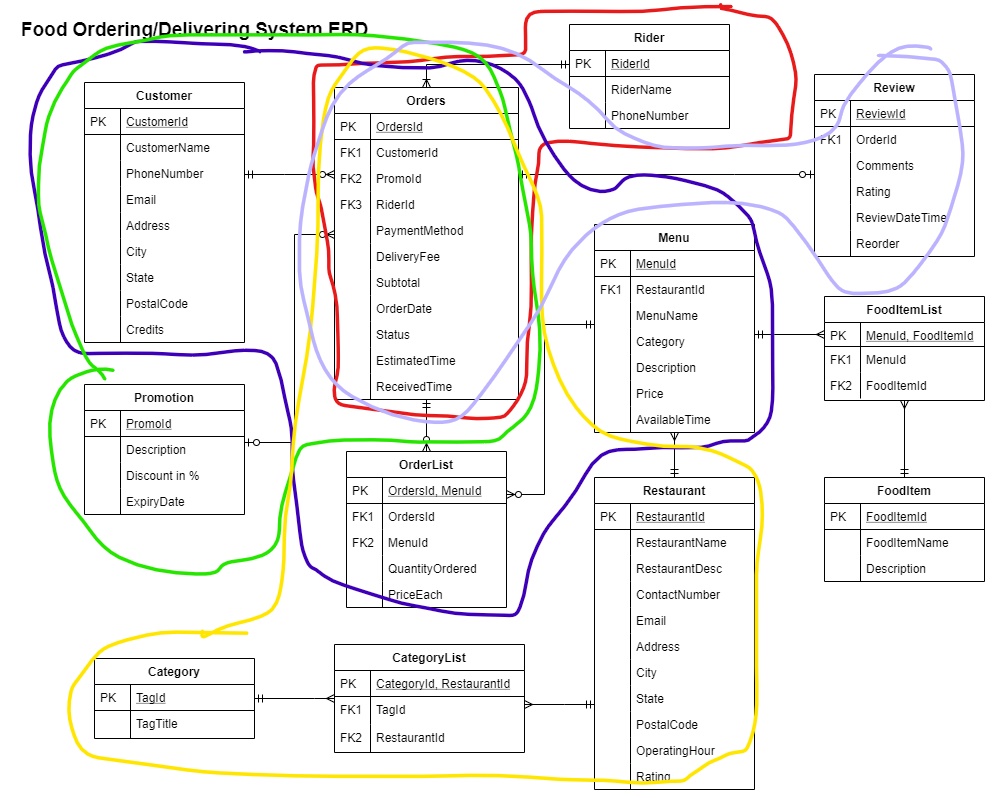 Food Ordering/Delivering System ERD
Rider
PK RiderId
RiderName
PhoneNumber
Customer
PK CustomerId
CustomerName
PhoneNumber
Email
Address
City
State
PostalCode
Credits
Orders
PK OrdersId
FK1 CustomerId
FK2 PromoId
FK3 RiderId
PaymentMethod
DeliveryFee
Subtotal
OrderDate
Status
EstimatedTime
ReceivedTime
Review
PK ReviewId
FK1 OrderId
Comments
Rating
ReviewDateTime
Reorder
Menu
PK MenuId
FK1 RestaurantId
MenuName
Category
Description
Price
AvailableTime
FoodItemList
PK MenuId, FoodItemId
FK1 MenuId
FK2 FoodItemId
Promotion
PK PromoId
Description
Discount in %
ExpiryDate
OrderList
PK OrdersId, MenuId
FK1 OrdersId
FK2 MenuId
QuantityOrdered
PriceEach
Restaurant
PK RestaurantId
RestaurantName
RestaurantDesc
ContactNumber
Email
Address
City
State
PostalCode
OperatingHour
Rating
FoodItem
PK FoodItemId
FoodItemName
Description
Category
PK TagId
TagTitle
CategoryList
PK CategoryId, RestaurantId
FK1 TagId
FK2 RestaurantId